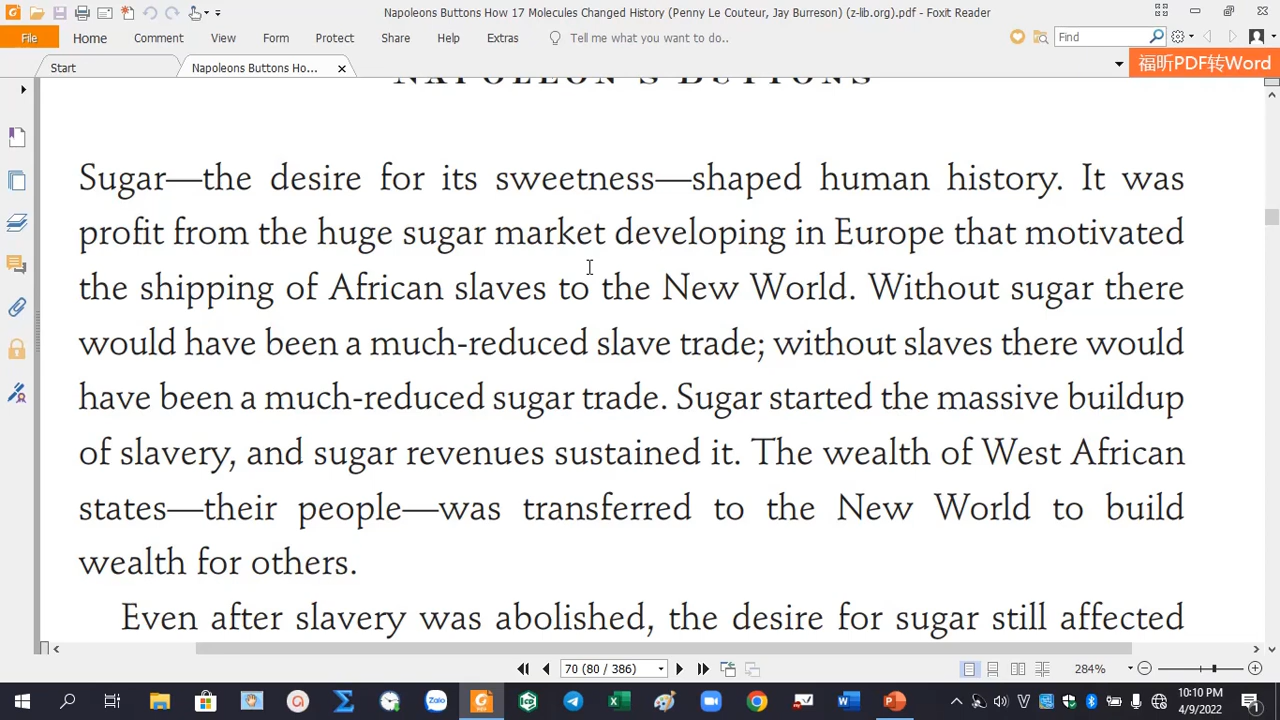 Napoleons Buttons How 17 Molecules Changed History (Penny Le Couteur, Jay Burreson) (z-lib.org).pdf - Foxit Reader
File Home Comment View Form Protect Share Help Extras Tell me what you want to do.. Find
Start Napoleons Buttons Ho... 福昕PDF转Word
NAPOLEON'S BUTTONS
Sugar—the desire for its sweetness—shaped human history. It was
profit from the huge sugar market developing in Europe that motivated
the shipping of African slaves to the New World. Without sugar there
would have been a much-reduced slave trade; without slaves there would
have been a much-reduced sugar trade. Sugar started the massive buildup
of slavery, and sugar revenues sustained it. The wealth of West African
states—their people—was transferred to the New World to build
wealth for others.
Even after slavery was abolished, the desire for sugar still affected
70 (80 / 386) 284%
Zalo
10:10 PM
4/9/2022